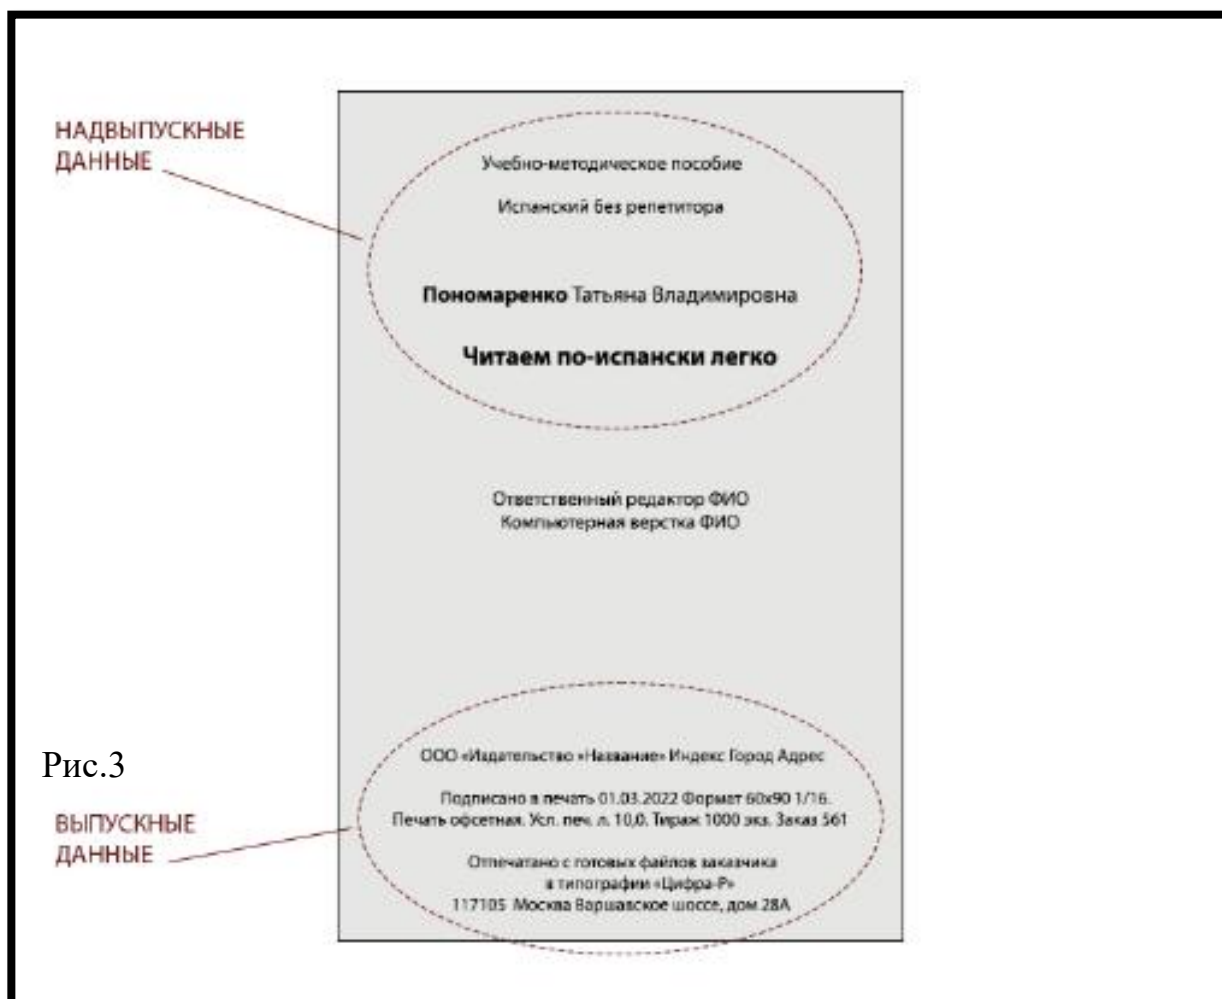 НАДВЫПУСКНЫЕ
ДАННЫЕ
Учебно-методическое пособие
Испанский без репетитора
Пономаренко Татьяна Владимировна
Читаем по-испански легко
Ответственный редактор ФИО
Компьютерная верстка ФИО
Рис.3
ВЫПУСКНЫЕ
ДАННЫЕ
ООО «Издательство «Название» Индекс Город Адрес
Подписано в печать 01.03.2022 Формат 60х90 1/16.
Печать офсетная. Усл. печ. л. 10,0. Тираж 1000 экз. Заказ 561
Отпечатано с готовых файлов заказчика
в типографии «Цифра-Р»
117105 Москва Варшавское шоссе, дом 28А